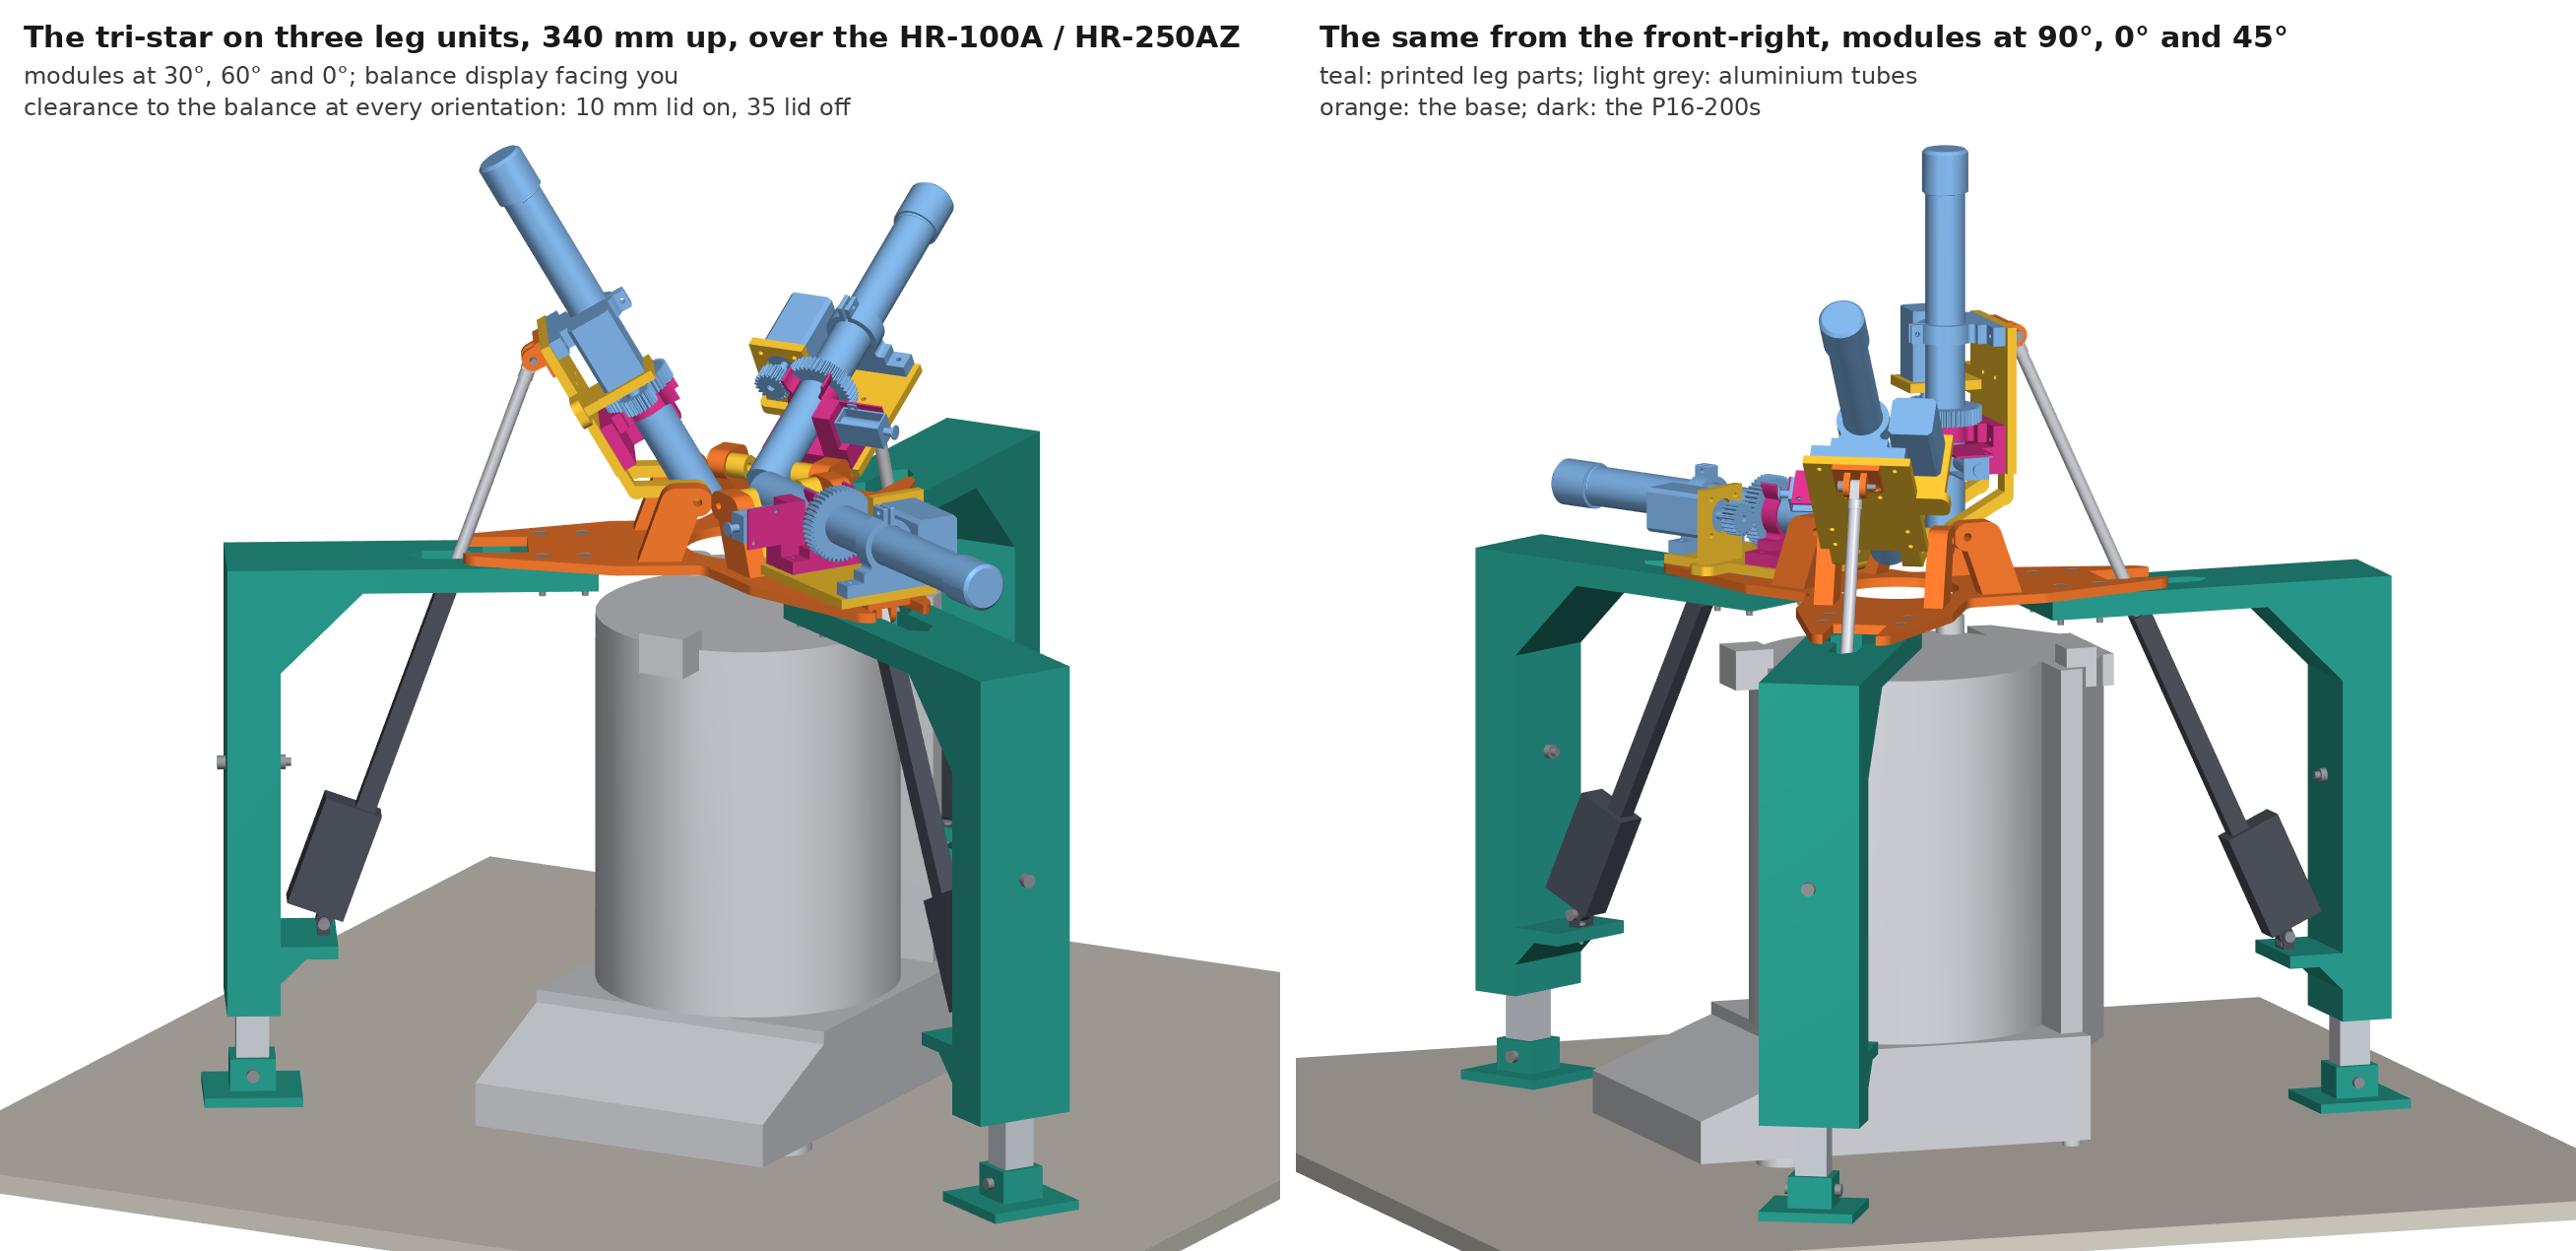 The tri-star on three leg units, 340 mm up, over the HR-100A / HR-250AZ
modules at 30°, 60° and 0°; balance display facing you
clearance to the balance at every orientation: 10 mm lid on, 35 lid off
The same from the front-right, modules at 90°, 0° and 45°
teal: printed leg parts; light grey: aluminium tubes
orange: the base; dark: the P16-200s